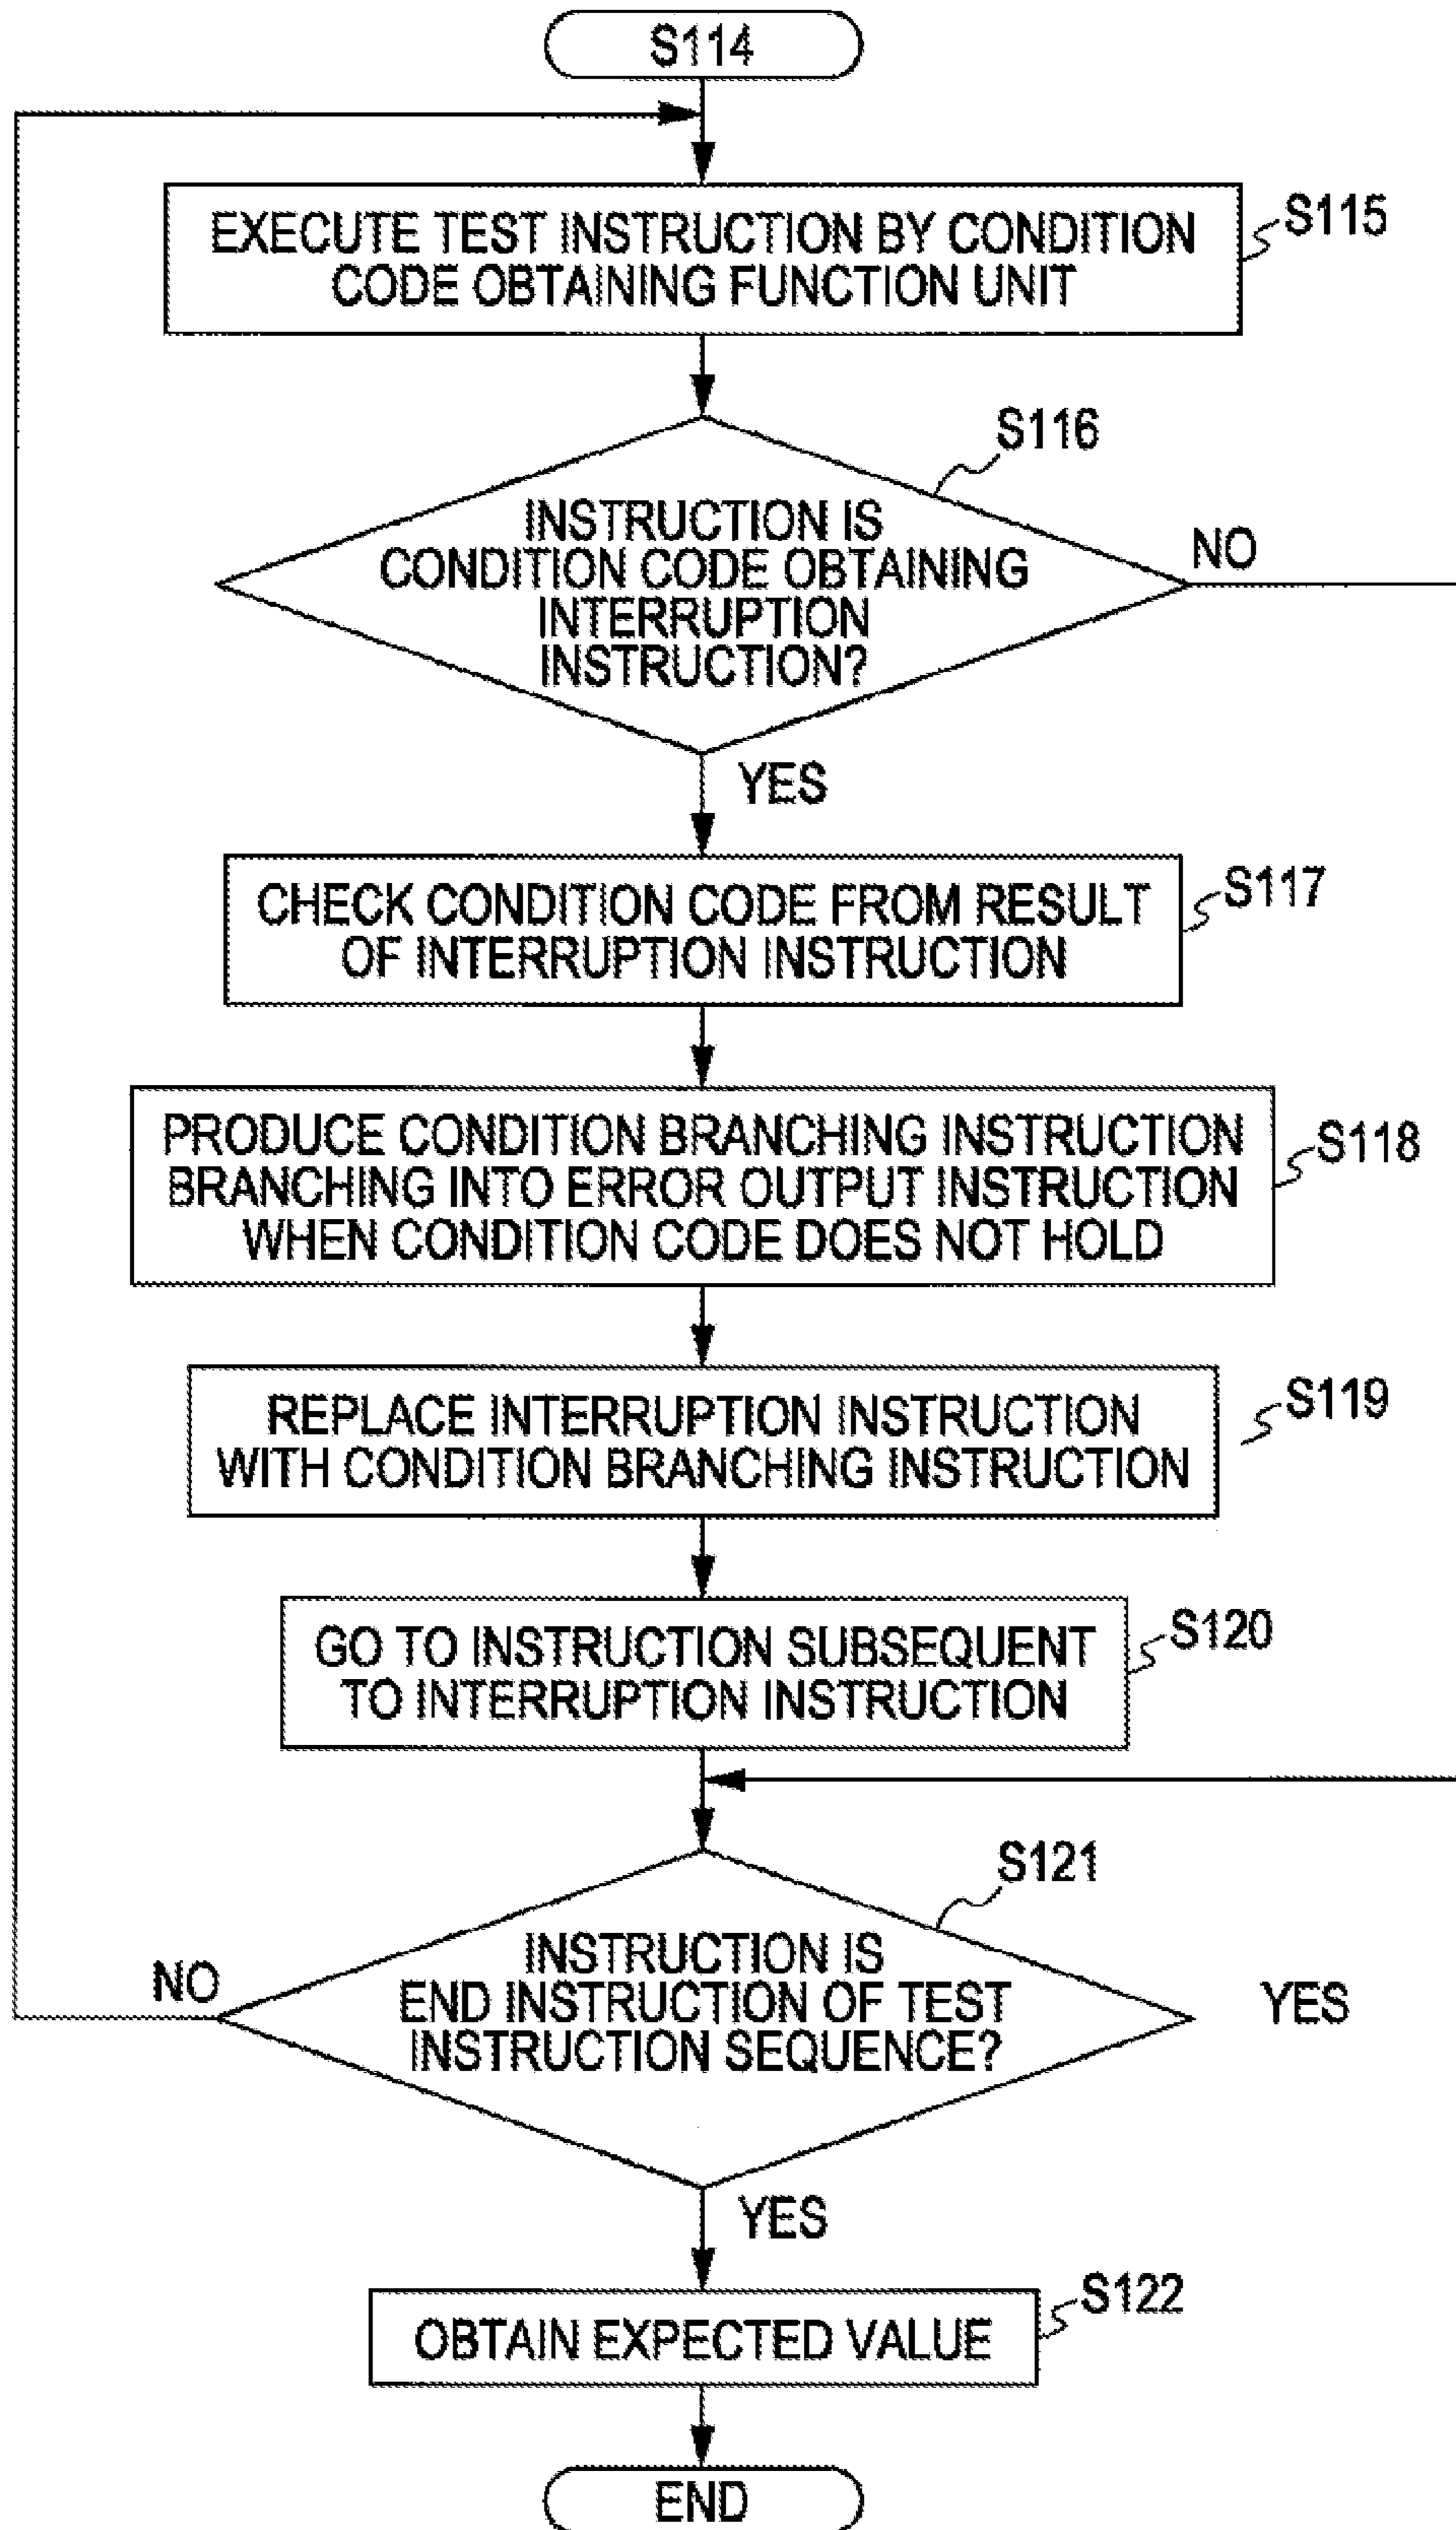 S114
EXECUTE TEST INSTRUCTION BY CONDITION
CODE OBTAINING FUNCTION UNIT
S115
S116
INSTRUCTION IS
CONDITION CODE OBTAINING
INTERRUPTION
INSTRUCTION?
NO
YES
CHECK CONDITION CODE FROM RESULT
OF INTERRUPTION INSTRUCTION
S117
PRODUCE CONDITION BRANCHING INSTRUCTION
BRANCHING INTO ERROR OUTPUT INSTRUCTION
WHEN CONDITION CODE DOES NOT HOLD
S118
REPLACE INTERRUPTION INSTRUCTION
WITH CONDITION BRANCHING INSTRUCTION
S119
GO TO INSTRUCTION SUBSEQUENT
TO INTERRUPTION INSTRUCTION
S120
S121
INSTRUCTION IS
END INSTRUCTION OF TEST
INSTRUCTION SEQUENCE?
NO
YES
YES
OBTAIN EXPECTED VALUE
S122
END